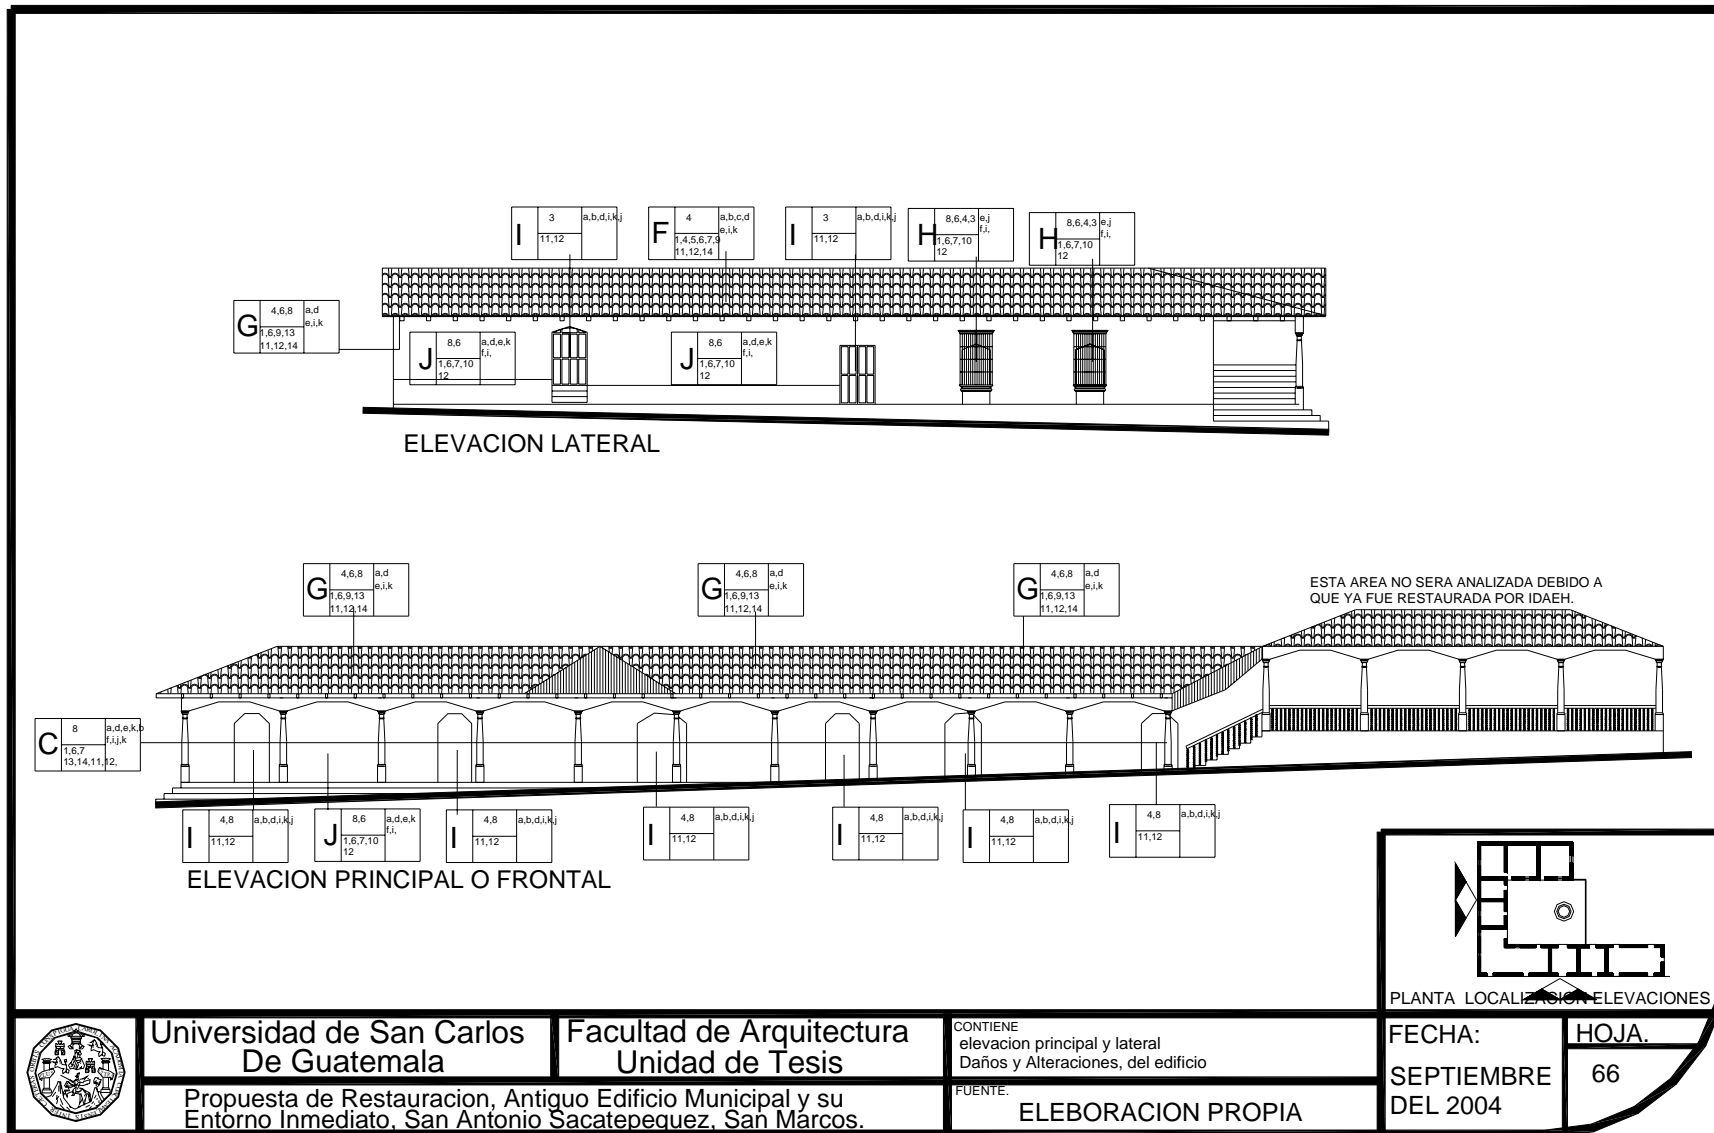 I 3 a,b,d,i,k,j
11,12
F 4 a,b,c,d
e,i,k
1,4,5,6,7,9
11,12,14
I 3 a,b,d,i,k,j
11,12
H 8,6,4,3 e,j
f,i,
1,6,7,10
12
H 8,6,4,3 e,j
f,i,
1,6,7,10
12
G 4,6,8 a,d
e,i,k
1,6,9,13
11,12,14
J 8,6 a,d,e,k
f,i,
1,6,7,10
12
J 8,6 a,d,e,k
f,i,
1,6,7,10
12
ELEVACION LATERAL
G 4,6,8 a,d
e,i,k
1,6,9,13
11,12,14
G 4,6,8 a,d
e,i,k
1,6,9,13
11,12,14
G 4,6,8 a,d
e,i,k
1,6,9,13
11,12,14
ESTA AREA NO SERA ANALIZADA DEBIDO A
QUE YA FUE RESTAURADA POR IDAEH.
C 8 a,d,e,k,b
f,i,j,k
1,6,7
13,14,11,12,
I 4,8 a,b,d,i,k,j
11,12
J 8,6 a,d,e,k
f,i,
1,6,7,10
12
I 4,8 a,b,d,i,k,j
11,12
I 4,8 a,b,d,i,k,j
11,12
I 4,8 a,b,d,i,k,j
11,12
I 4,8 a,b,d,i,k,j
11,12
I 4,8 a,b,d,i,k,j
11,12
ELEVACION PRINCIPAL O FRONTAL
PLANTA LOCALIZACION ELEVACIONES
Universidad de San Carlos
De Guatemala
Facultad de Arquitectura
Unidad de Tesis
CONTIENE
elevacion principal y lateral
Daños y Alteraciones, del edificio
FECHA:
SEPTIEMBRE
DEL 2004
HOJA.
66
Propuesta de Restauracion, Antiguo Edificio Municipal y su
Entorno Inmediato, San Antonio Sacatepequez, San Marcos.
FUENTE.
ELEBORACION PROPIA